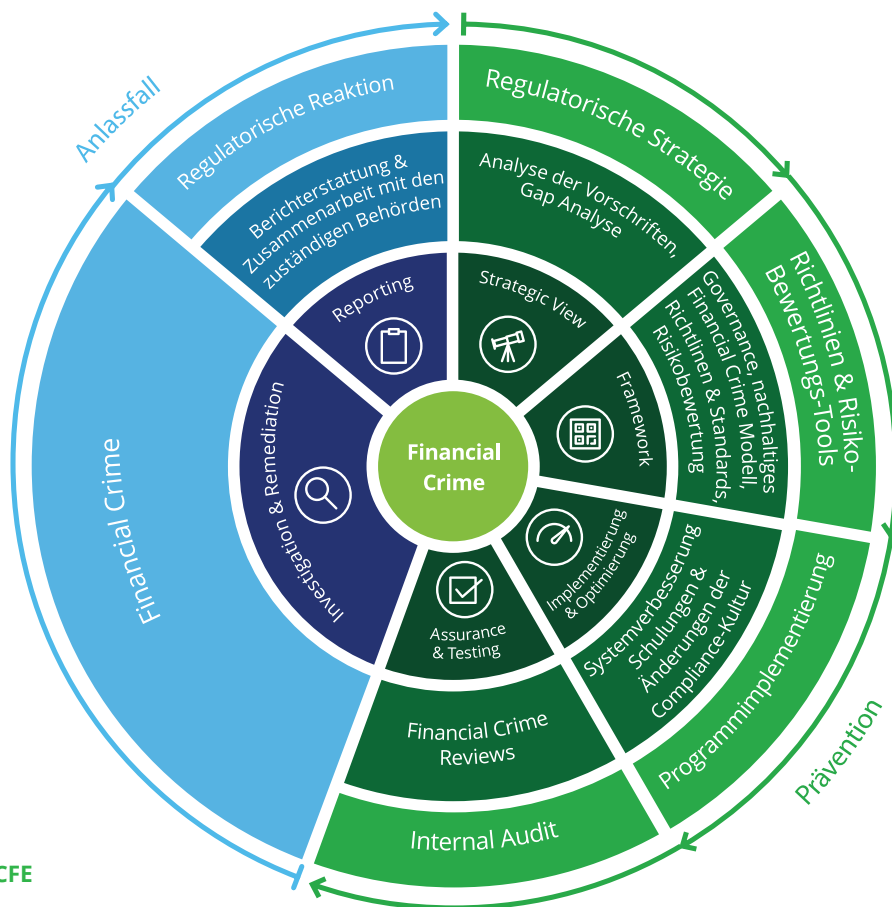 Anlassfall
Regulatorische Reaktion
Berichterstattung &
Zusammenarbeit mit den
zuständigen Behörden
Reporting
Regulatorische Strategie
Analyse der Vorschriften,
Gap Analyse
Strategic View
Richtlinien & Risiko-
Bewertungs-Tools
Governance, nachhaltiges
Financial Crime Modell,
Richtlinen & Standards,
Risikobewertung
Framework
Financial
Crime
Programmimplementierung
Systemverbesserung
Schulungen &
Änderungen der
Compliance-Kultur
Implementierung
& Optimierung
Prävention
Assurance
& Testing
Financial Crime
Reviews
Internal Audit
Investigation & Remediation
Financial Crime
CFE